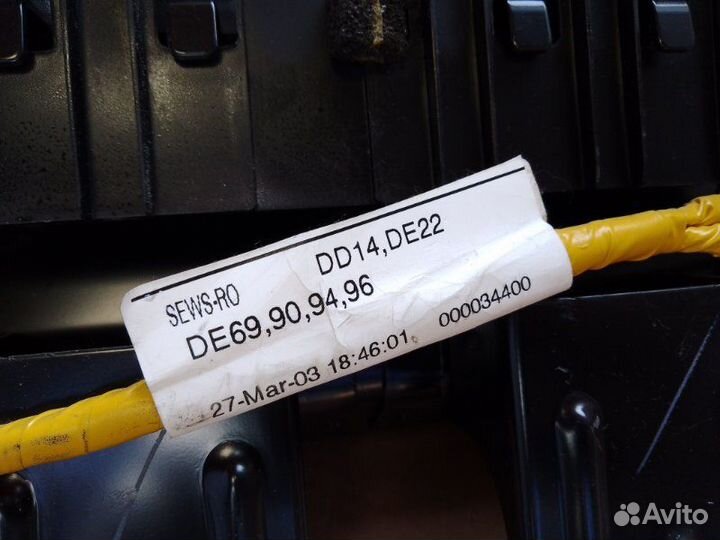 DD14,DE22
SEWS-RO
DE69,90,94,96
27-Mar-03 18:46:01 000034400
Avito